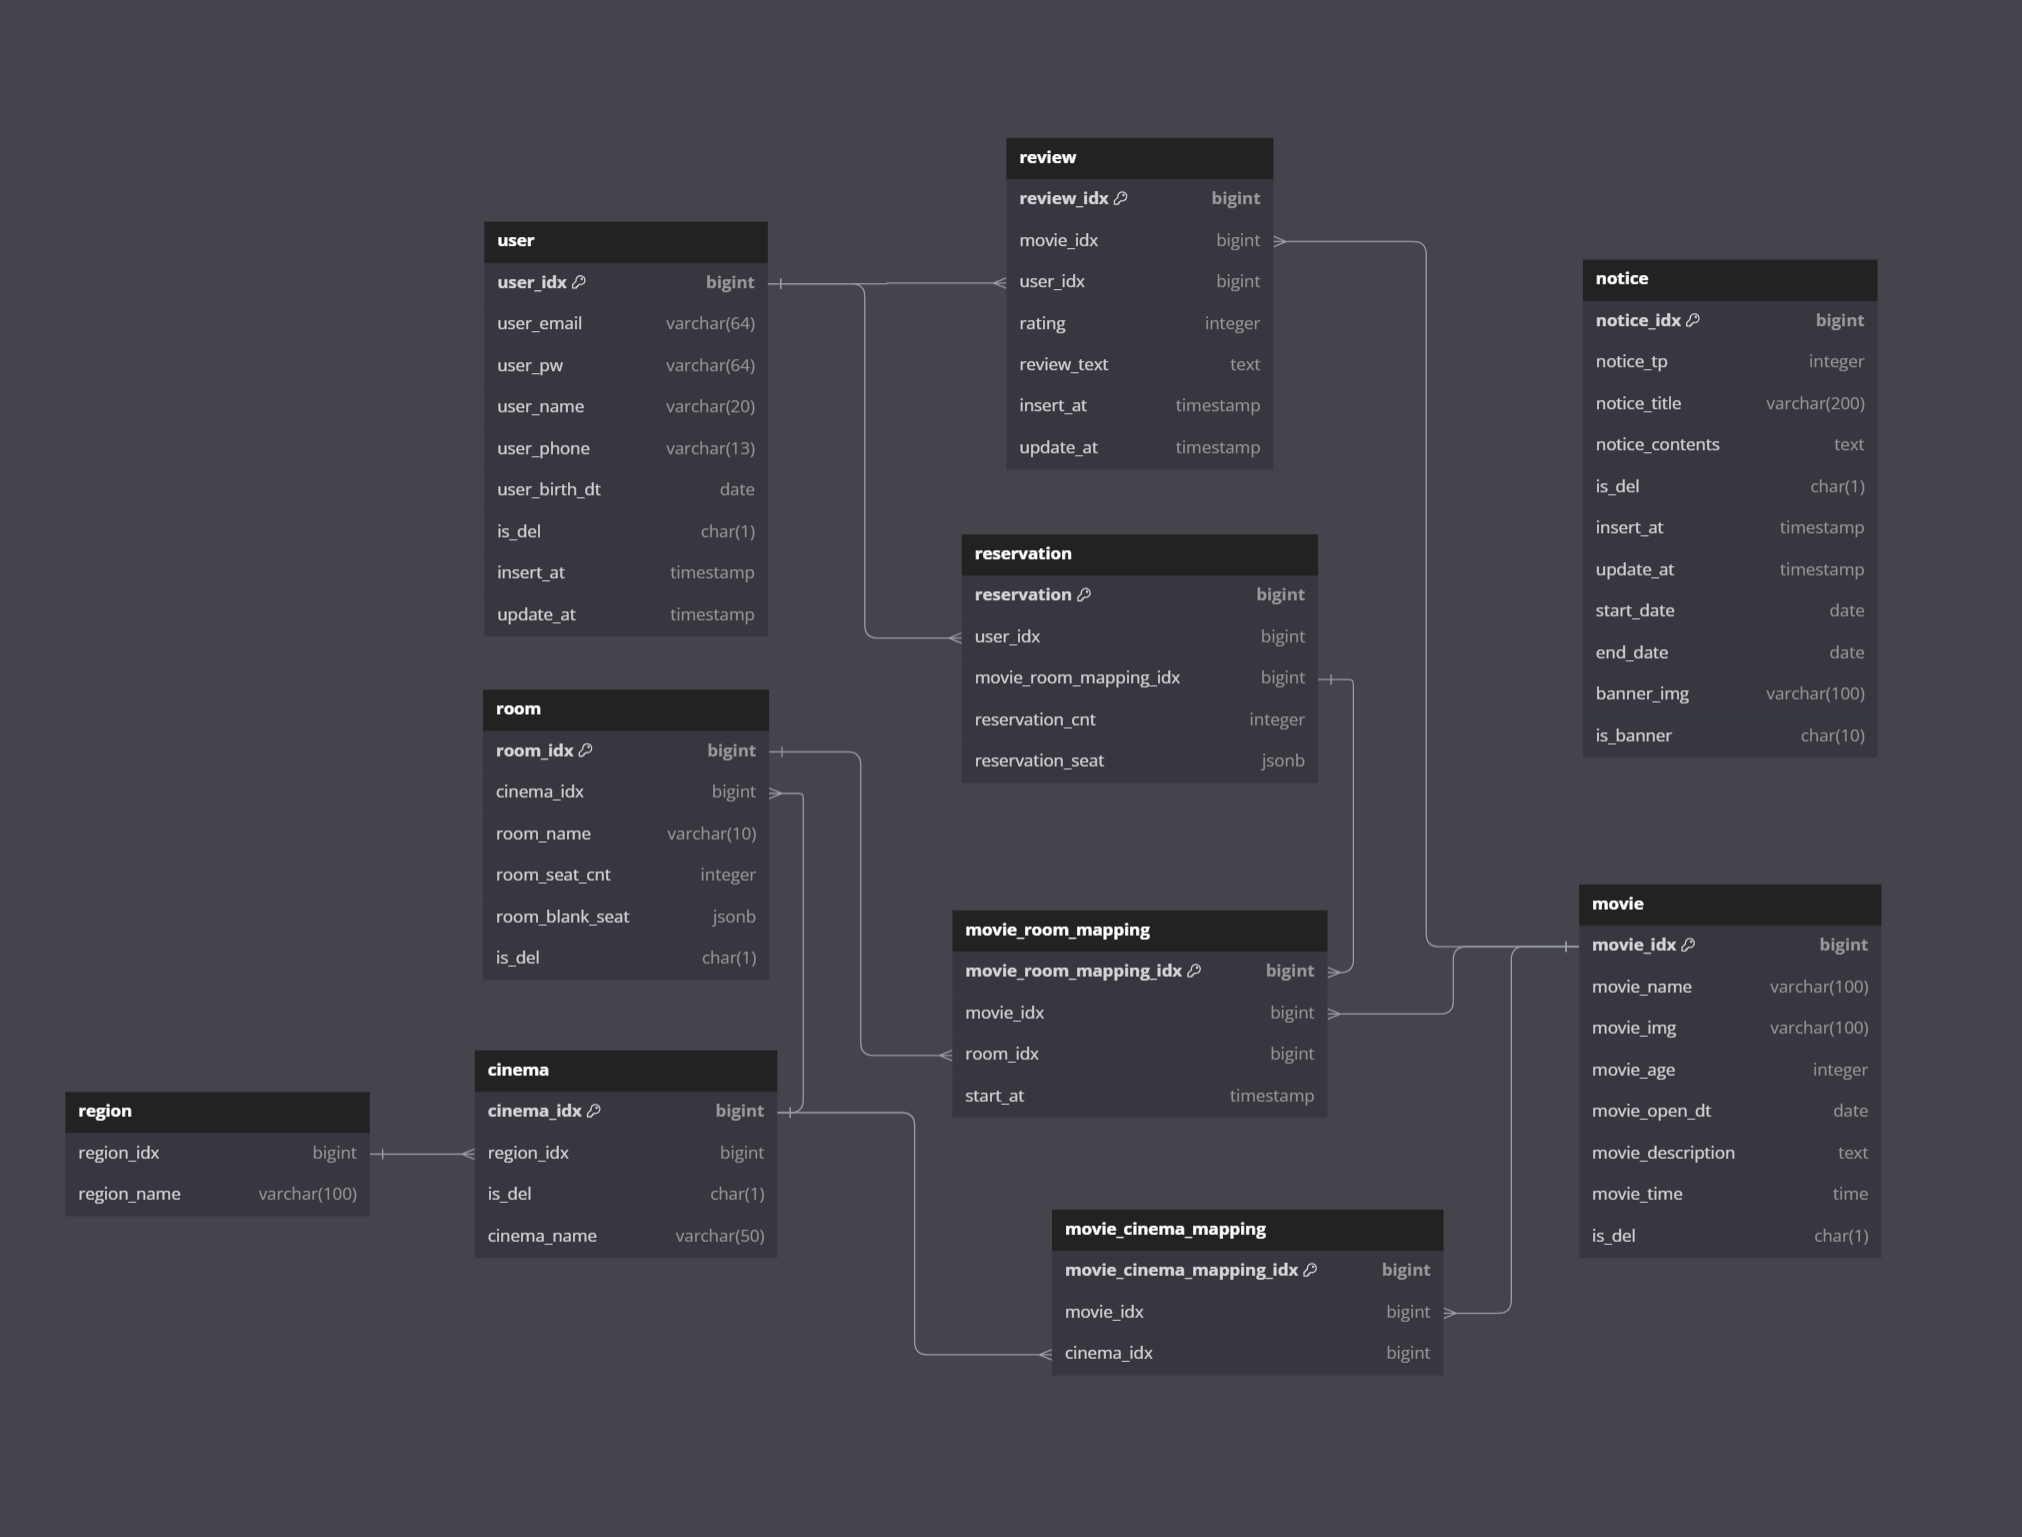 review
review_idx bigint
movie_idx bigint
user_idx bigint
rating integer
review_text text
insert_at timestamp
update_at timestamp
user
user_idx bigint
user_email varchar(64)
user_pw varchar(64)
user_name varchar(20)
user_phone varchar(13)
user_birth_dt date
is_del char(1)
insert_at timestamp
update_at timestamp
notice
notice_idx bigint
notice_tp integer
notice_title varchar(200)
notice_contents text
is_del char(1)
insert_at timestamp
update_at timestamp
start_date date
end_date date
banner_img varchar(100)
is_banner char(10)
reservation
reservation bigint
user_idx bigint
movie_room_mapping_idx bigint
reservation_cnt integer
reservation_seat jsonb
room
room_idx bigint
cinema_idx bigint
room_name varchar(10)
room_seat_cnt integer
room_blank_seat jsonb
is_del char(1)
movie_room_mapping
movie_room_mapping_idx bigint
movie_idx bigint
room_idx bigint
start_at timestamp
movie
movie_idx bigint
movie_name varchar(100)
movie_img varchar(100)
movie_age integer
movie_open_dt date
movie_description text
movie_time time
is_del char(1)
cinema
cinema_idx bigint
region_idx bigint
is_del char(1)
cinema_name varchar(50)
region
region_idx bigint
region_name varchar(100)
movie_cinema_mapping
movie_cinema_mapping_idx bigint
movie_idx bigint
cinema_idx bigint